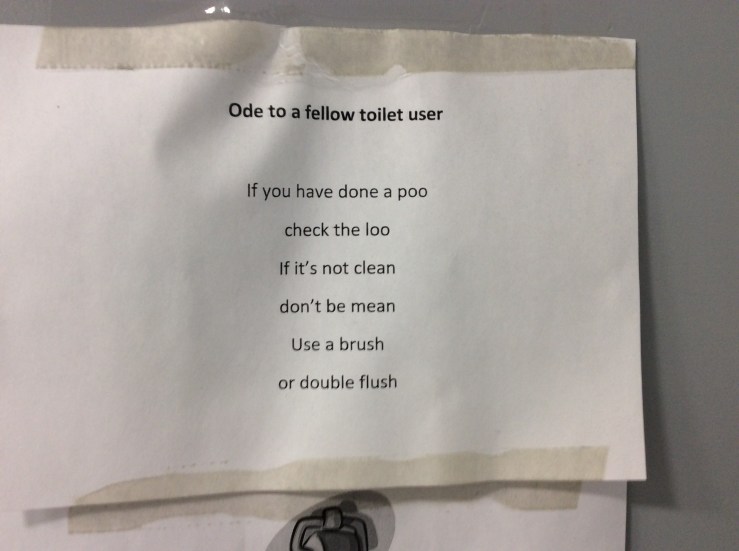 Ode to a fellow toilet user
If you have done a poo
check the loo
If it's not clean
don't be mean
Use a brush
or double flush